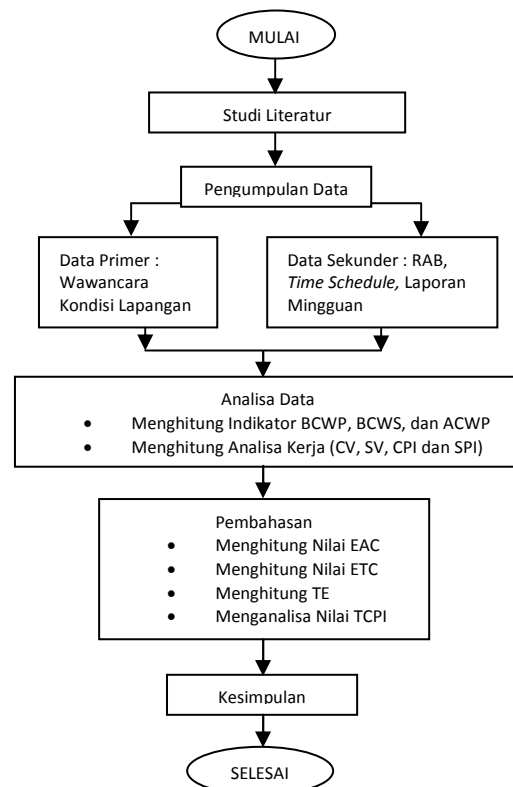 MULAI
Studi Literatur
Pengumpulan Data
Data Primer :
Wawancara
Kondisi Lapangan
Data Sekunder : RAB,
Time Schedule, Laporan
Mingguan
Analisa Data
• Menghitung Indikator BCWP, BCWS, dan ACWP
• Menghitung Analisa Kerja (CV, SV, CPI dan SPI)
Pembahasan
• Menghitung Nilai EAC
• Menghitung Nilai ETC
• Menghitung TE
• Menganalisa Nilai TCPI
Kesimpulan
SELESAI